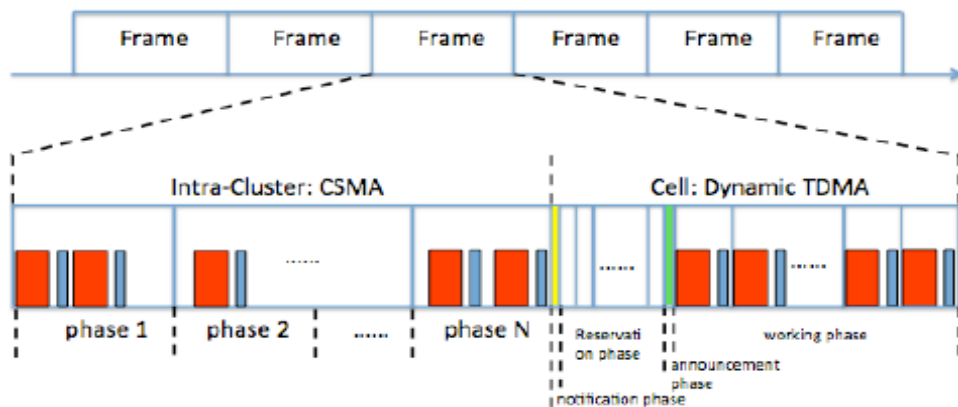 Frame Frame Frame Frame Frame Frame
Intra-Cluster: CSMA Cell: Dynamic TDMA
...... ......
......
phase 1 phase 2 ...... phase N
Reservati
on phase
working phase
announcement
phase
notification phase